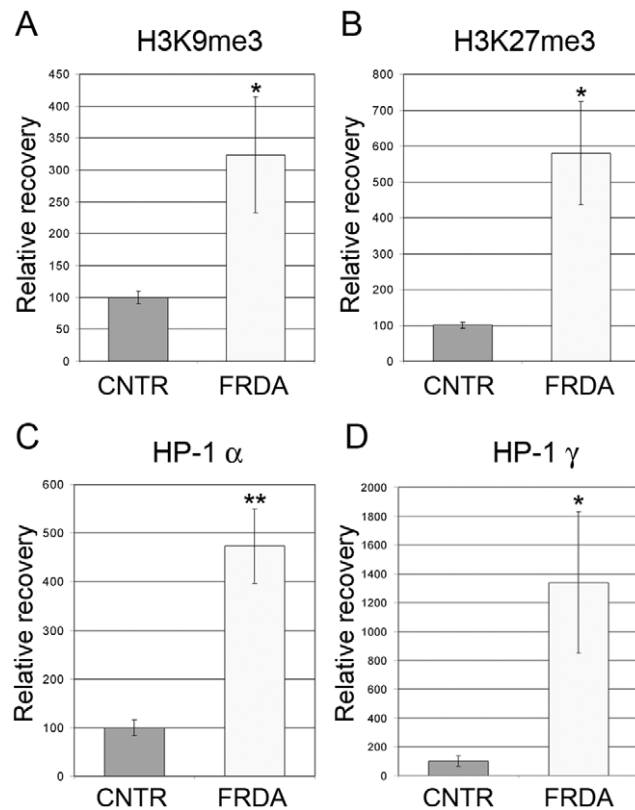 A
H3K9me3
Relative recovery
450
400
350
300
250
200
150
100
50
0
*
CNTR FRDA
B
H3K27me3
Relative recovery
800
700
600
500
400
300
200
100
0
*
CNTR FRDA
C
HP-1 α
Relative recovery
600
500
400
300
200
100
0
**
CNTR FRDA
D
HP-1 γ
Relative recovery
2000
1800
1600
1400
1200
1000
800
600
400
200
0
*
CNTR FRDA